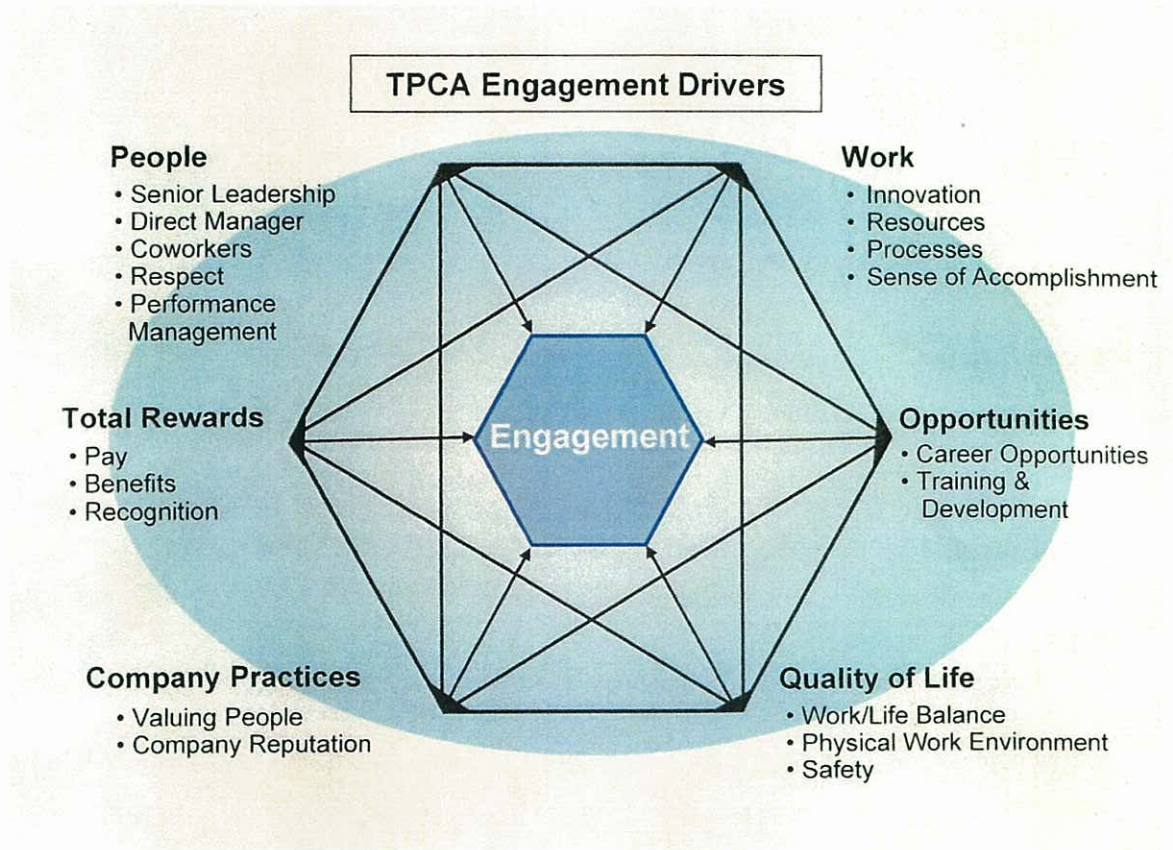 TPCA Engagement Drivers
People
• Senior Leadership
• Direct Manager
• Coworkers
• Respect
• Performance
Management
Work
• Innovation
• Resources
• Processes
• Sense of Accomplishment
Total Rewards
• Pay
• Benefits
• Recognition
Engagement
Opportunities
• Career Opportunities
• Training &
Development
Company Practices
• Valuing People
• Company Reputation
Quality of Life
• Work/Life Balance
• Physical Work Environment
• Safety